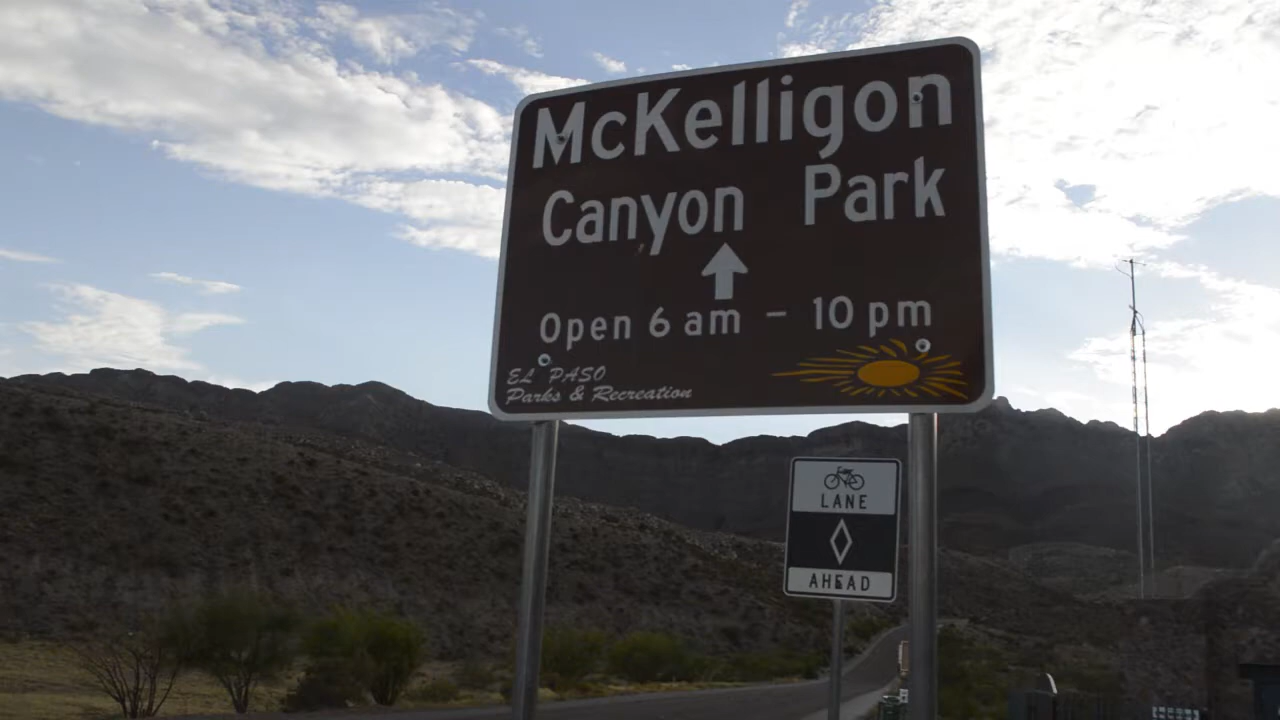 McKelligon
Canyon Park
Open 6 am - 10 pm
EL PASO
Parks & Recreation
LANE
AHEAD